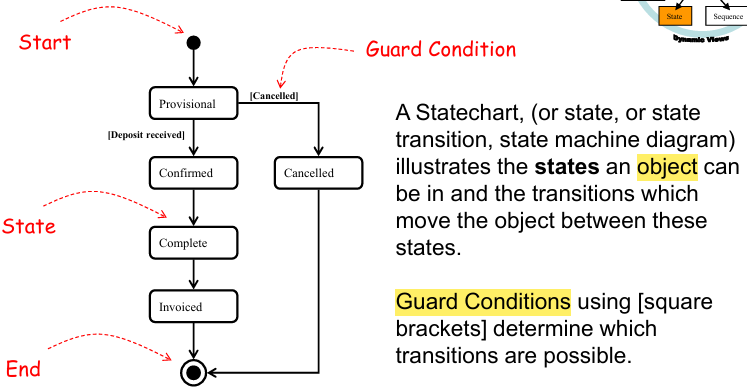 State
Sequence
Dynamic Views
Start
Guard Condition
Provisional
[Cancelled]
[Deposit received]
Confirmed
Cancelled
State
Complete
Invoiced
End
A Statechart, (or state, or state
transition, state machine diagram)
illustrates the states an object can
be in and the transitions which
move the object between these
states.
Guard Conditions using [square
brackets] determine which
transitions are possible.